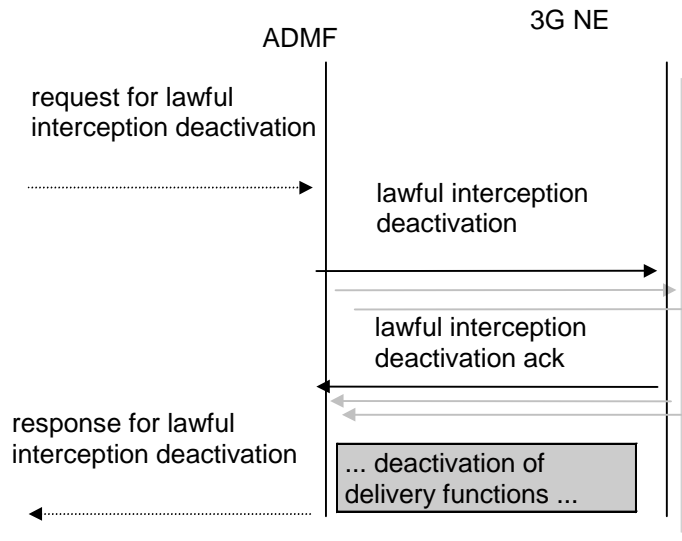 3G NE
ADMF
request for lawful
interception deactivation
lawful interception
deactivation
lawful interception
deactivation ack
response for lawful
interception deactivation
... deactivation of
delivery functions ...